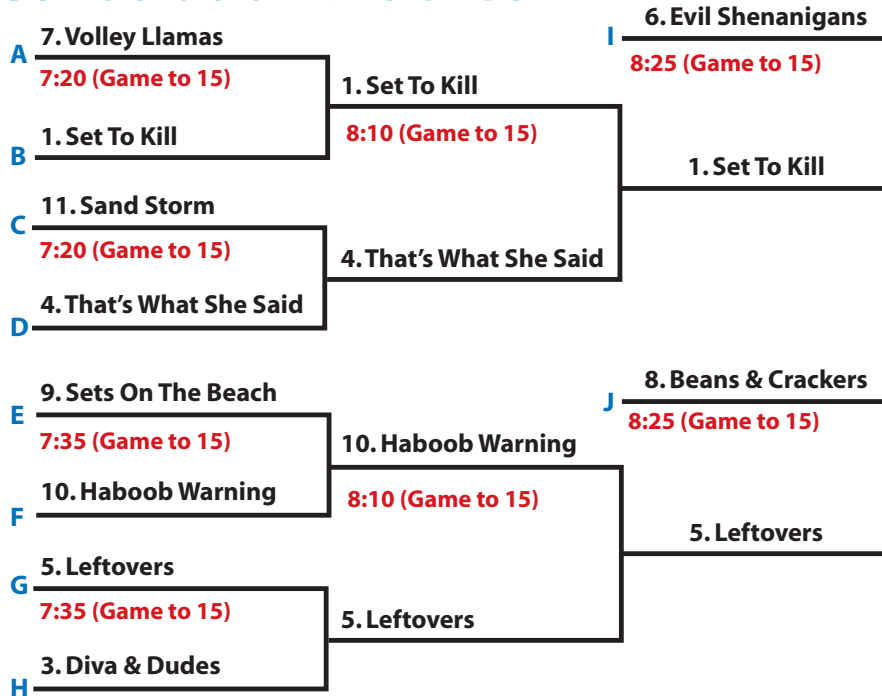 A
7. Volley Llamas
7:20 (Game to 15)
B
1. Set To Kill
1. Set To Kill
8:10 (Game to 15)
C
11. Sand Storm
7:20 (Game to 15)
D
4. That's What She Said
4. That's What She Said
I
6. Evil Shenanigans
8:25 (Game to 15)
1. Set To Kill
E
9. Sets On The Beach
7:35 (Game to 15)
F
10. Haboob Warning
10. Haboob Warning
8:10 (Game to 15)
G
5. Leftovers
7:35 (Game to 15)
H
3. Diva & Dudes
5. Leftovers
J
8. Beans & Crackers
8:25 (Game to 15)
5. Leftovers